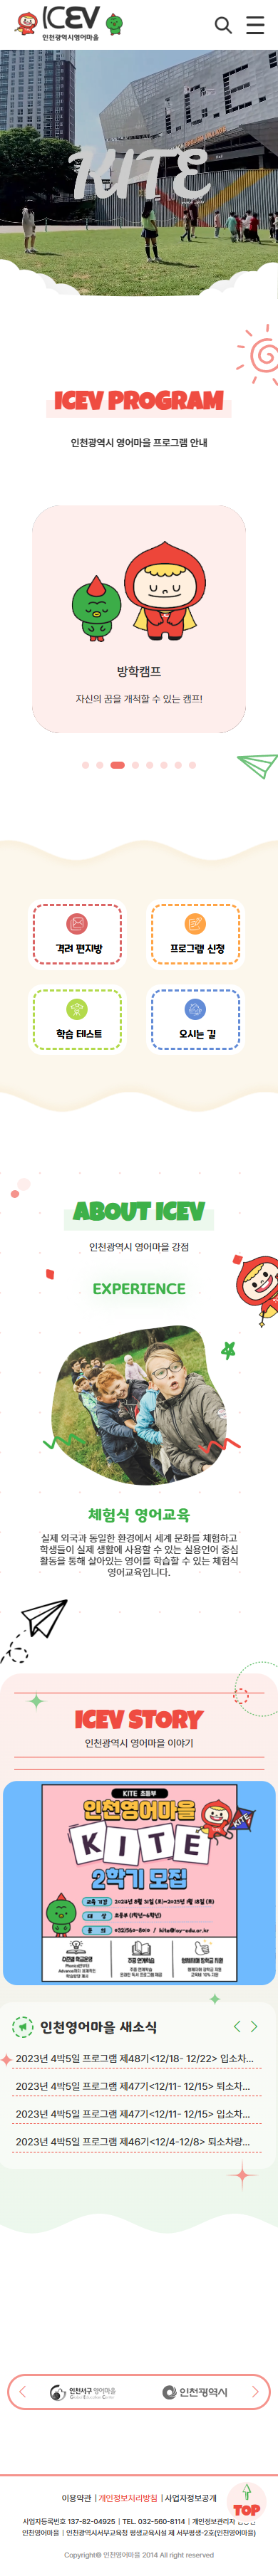 ICEV
인천광역시영어마을
KITE
ICEV PROGRAM
인천광역시 영어마을 프로그램 안내
방학캠프
자신의 꿈을 개척할 수 있는 캠프!
격려 편지방
프로그램 신청
학습 테스트
오시는 길
ABOUT ICEV
인천광역시 영어마을 강점
EXPERIENCE
체험식 영어교육
실제 외국과 동일한 환경에서 세계 문화를 체험하고
학생들이 실제 생활에 사용할 수 있는 실용언어 중심
활동을 통해 살아있는 영어를 학습할 수 있는 체험식
영어교육입니다.
ICEV STORY
인천광역시 영어마을 이야기
KITE 초등부
인천영어마을
KITE
KITE
2학기 모집
인천영어마을 새소식
2023년 4박5일 프로그램 제48기<12/18- 12/22> 입소차...
2023년 4박5일 프로그램 제47기<12/11- 12/15> 퇴소차...
2023년 4박5일 프로그램 제47기<12/11- 12/15> 입소차...
2023년 4박5일 프로그램 제46기<12/4-12/8> 퇴소차량...
인천서구영어마을
인천광역시
이용약관 | 개인정보처리방침 | 사업자정보공개
TOP
사업자등록번호 137-82-04925 | TEL. 032-560-8114 | 개인정보관리자
인천영어마을 | 인천광역시서부교육청 평생교육시설 제 서부평생-2호(인천영어마을)
Copyright© 인천영어마을 2014 All right reserved